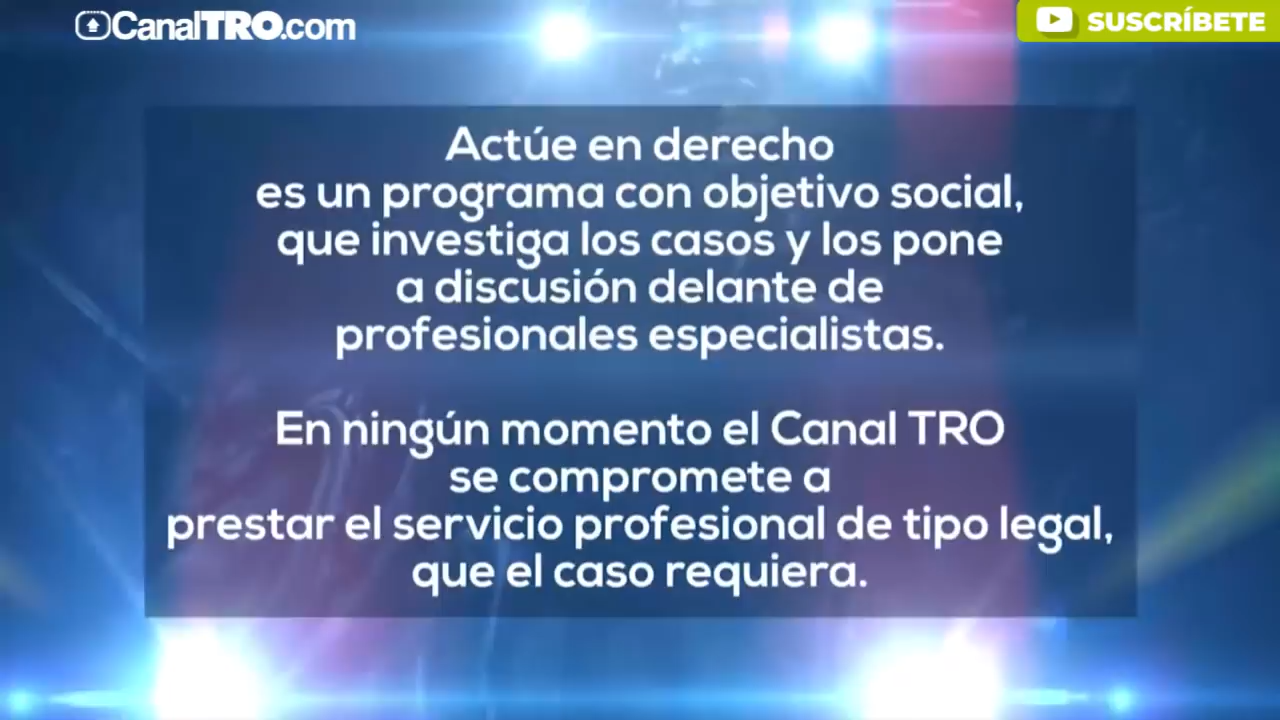 CanalTRO.com
SUSCRÍBETE
Actúe en derecho
es un programa con objetivo social,
que investiga los casos y los pone
a discusión delante de
profesionales especialistas.
En ningún momento el Canal TRO
se compromete a
prestar el servicio profesional de tipo legal,
que el caso requiera.